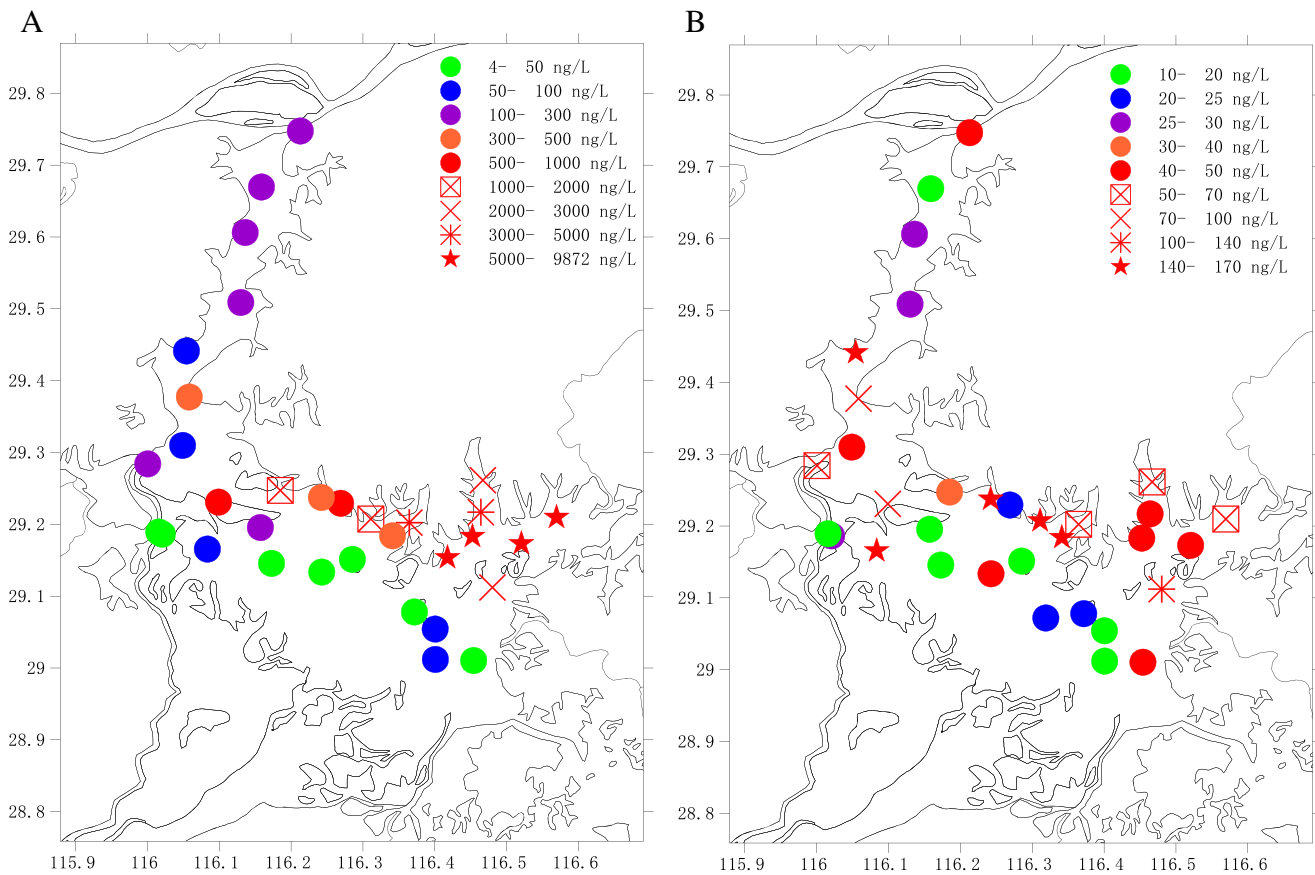 A
4- 50 ng/L
50- 100 ng/L
100- 300 ng/L
300- 500 ng/L
500- 1000 ng/L
1000- 2000 ng/L
2000- 3000 ng/L
3000- 5000 ng/L
5000- 9872 ng/L
29.8
29.7
29.6
29.5
29.4
29.3
29.2
29.1
29
28.9
28.8
115.9 116 116.1 116.2 116.3 116.4 116.5 116.6
B
10- 20 ng/L
20- 25 ng/L
25- 30 ng/L
30- 40 ng/L
40- 50 ng/L
50- 70 ng/L
70- 100 ng/L
100- 140 ng/L
140- 170 ng/L
29.8
29.7
29.6
29.5
29.4
29.3
29.2
29.1
29
28.9
28.8
115.9 116 116.1 116.2 116.3 116.4 116.5 116.6